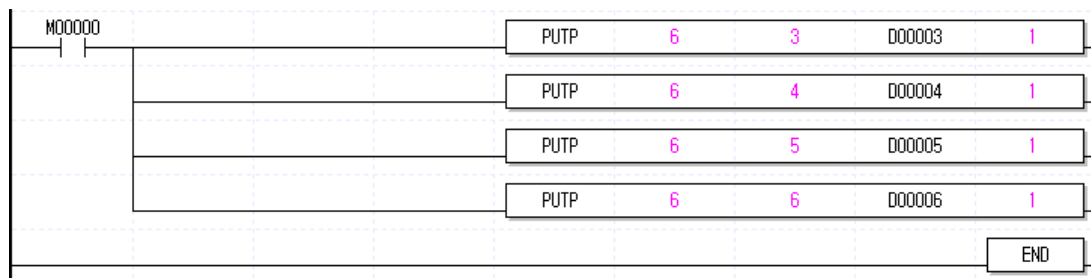 M00000
PUTP 6 3 D00003 1
PUTP 6 4 D00004 1
PUTP 6 5 D00005 1
PUTP 6 6 D00006 1
END